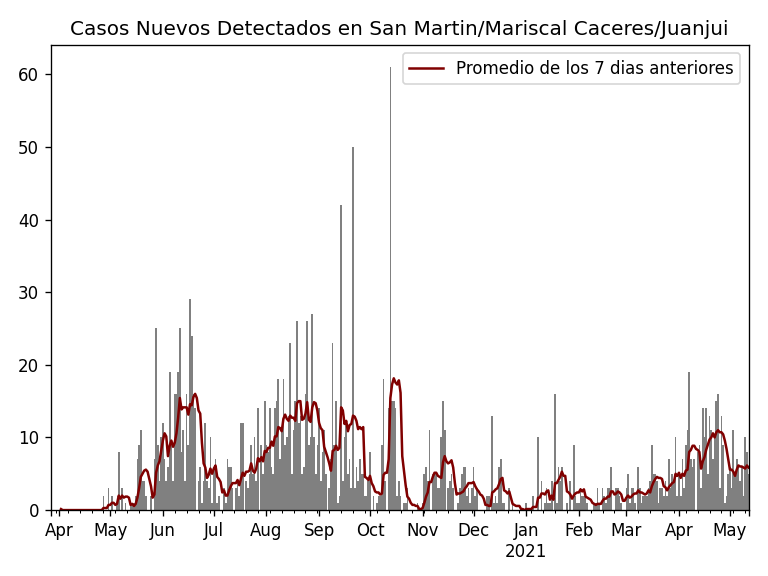 Casos Nuevos Detectados en San Martin/Mariscal Caceres/Juanjui
Promedio de los 7 dias anteriores
60
50
40
30
20
10
0
Apr May Jun Jul Aug Sep Oct Nov Dec Jan Feb Mar Apr May
2021